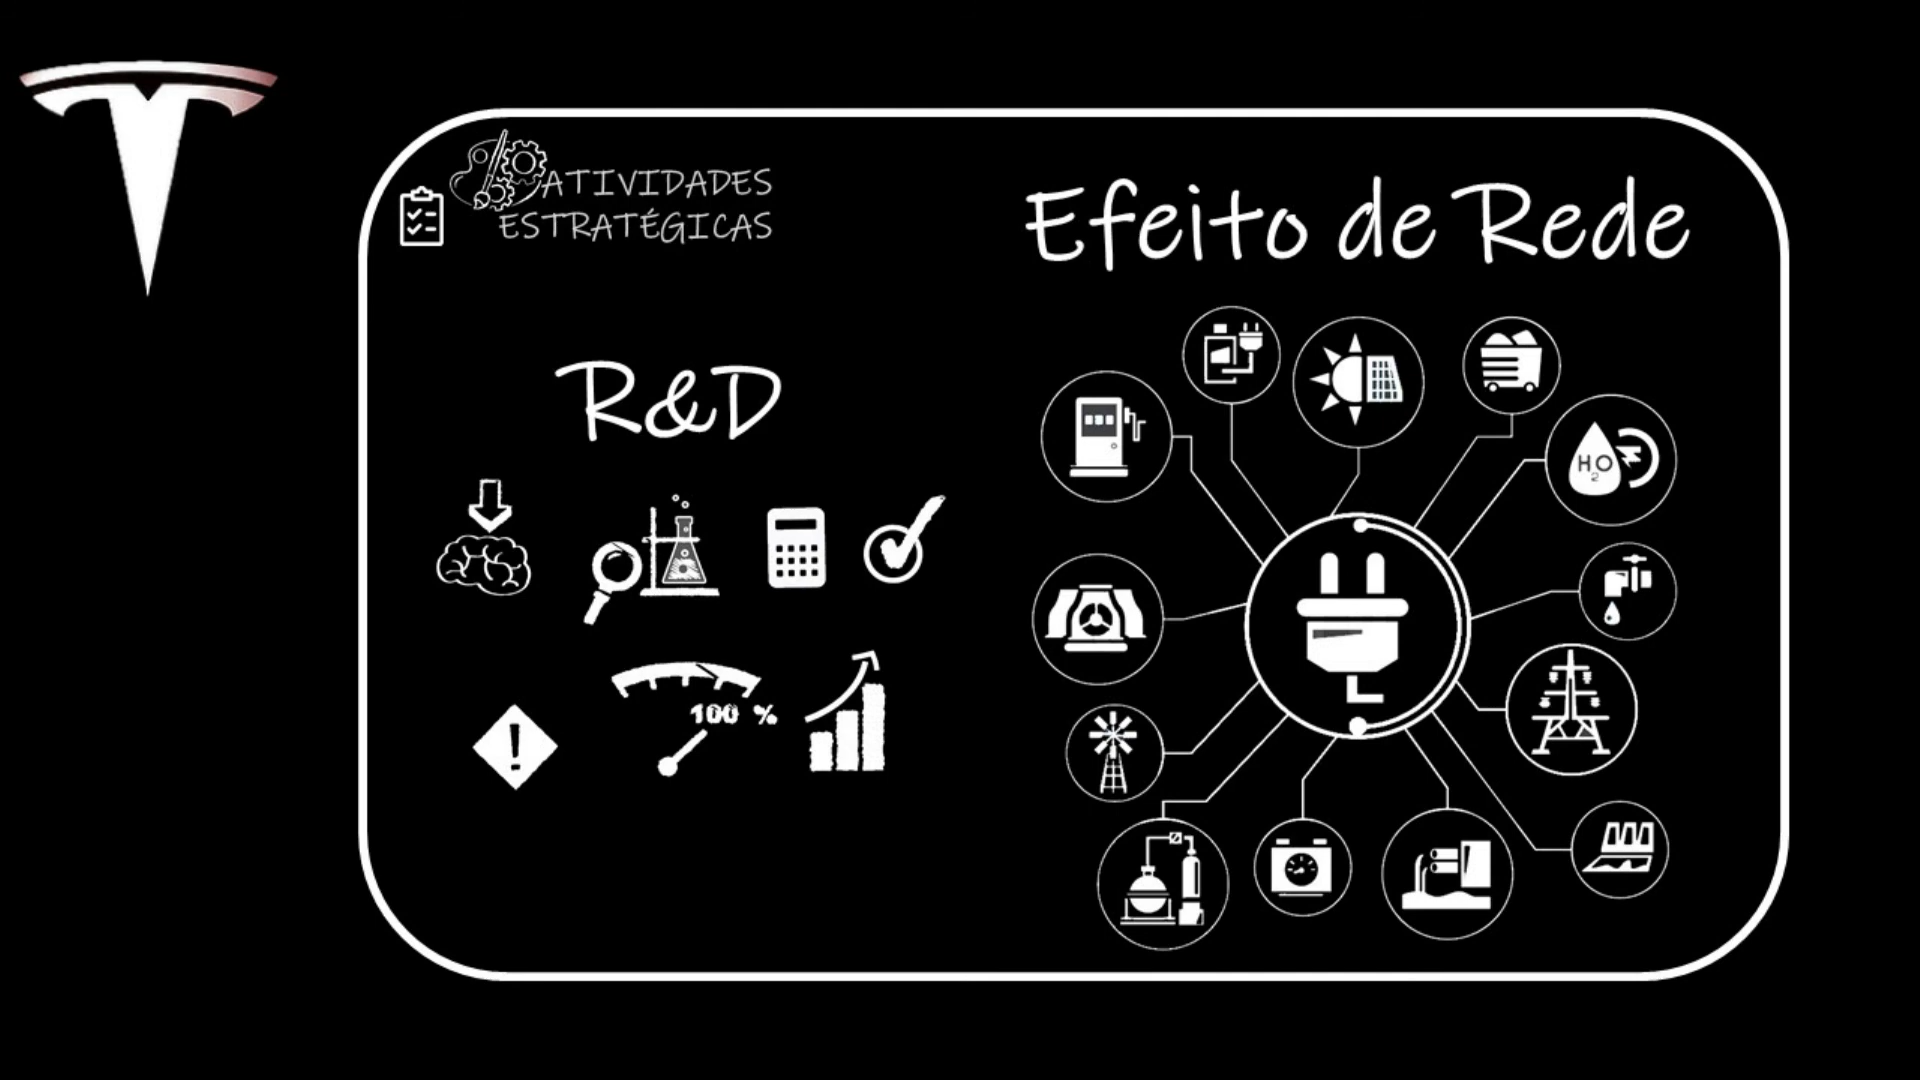 ATIVIDADES
ESTRATÉGICAS
Efeito de Rede
R&D
100 %
H2O